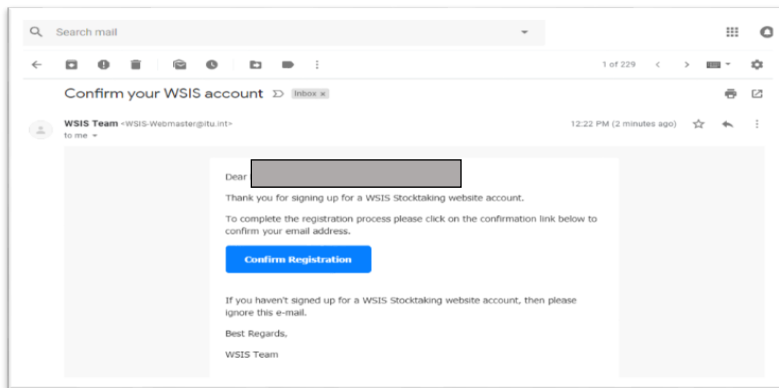 Search mail
1 of 229
Confirm your WSIS account Inbox x
WSIS Team <WSIS-Webmaster@itu.int>
12:22 PM (2 minutes ago)
to me
Dear
Thank you for signing up for a WSIS Stocktaking website account.
To complete the registration process please click on the confirmation link below to
confirm your email address.
Confirm Registration
If you haven't signed up for a WSIS Stocktaking website account, then please
ignore this e-mail.
Best Regards,
WSIS Team